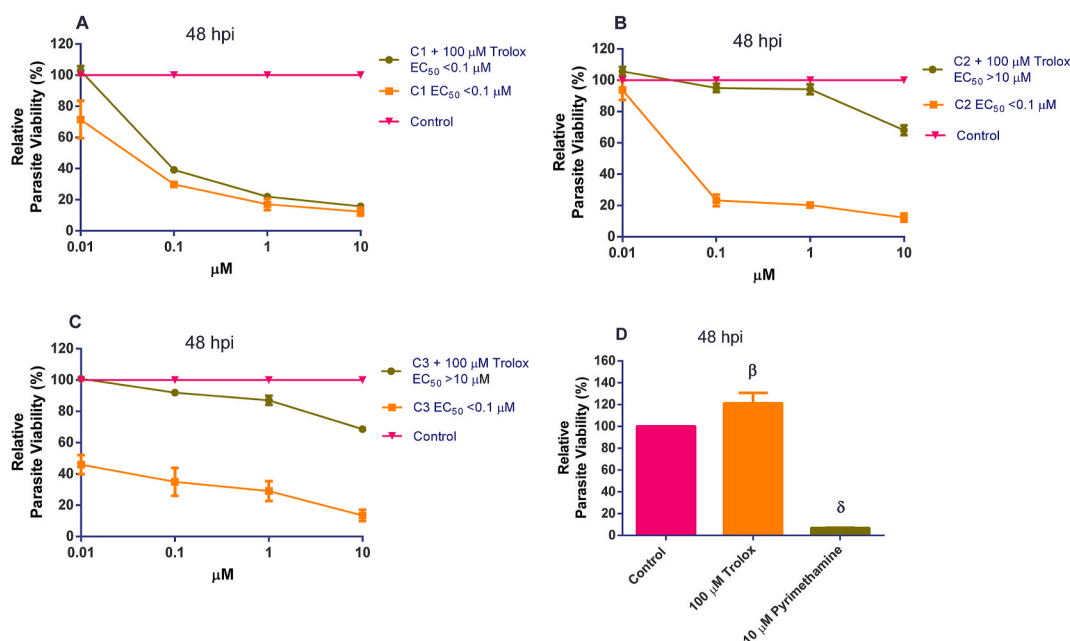 A
48 hpi
Relative
Parasite Viability (%)
120
100
80
60
40
20
0
0.01
0.1
1
10
µM
C1 + 100 µM Trolox
EC50 <0.1 µM
C1 EC50 <0.1 µM
Control
B
48 hpi
Relative
Parasite Viability (%)
120
100
80
60
40
20
0
0.01
0.1
1
10
µM
C2 + 100 µM Trolox
EC50 >10 µM
C2 EC50 <0.1 µM
Control
C
48 hpi
Relative
Parasite Viability (%)
120
100
80
60
40
20
0
0.01
0.1
1
10
µM
C3 + 100 µM Trolox
EC50 >10 µM
C3 EC50 <0.1 µM
Control
D
48 hpi
Relative
Parasite Viability (%)
160
140
120
100
80
60
40
20
0
β
δ
Control
100 µM Trolox
10 µM Pyrimethamine